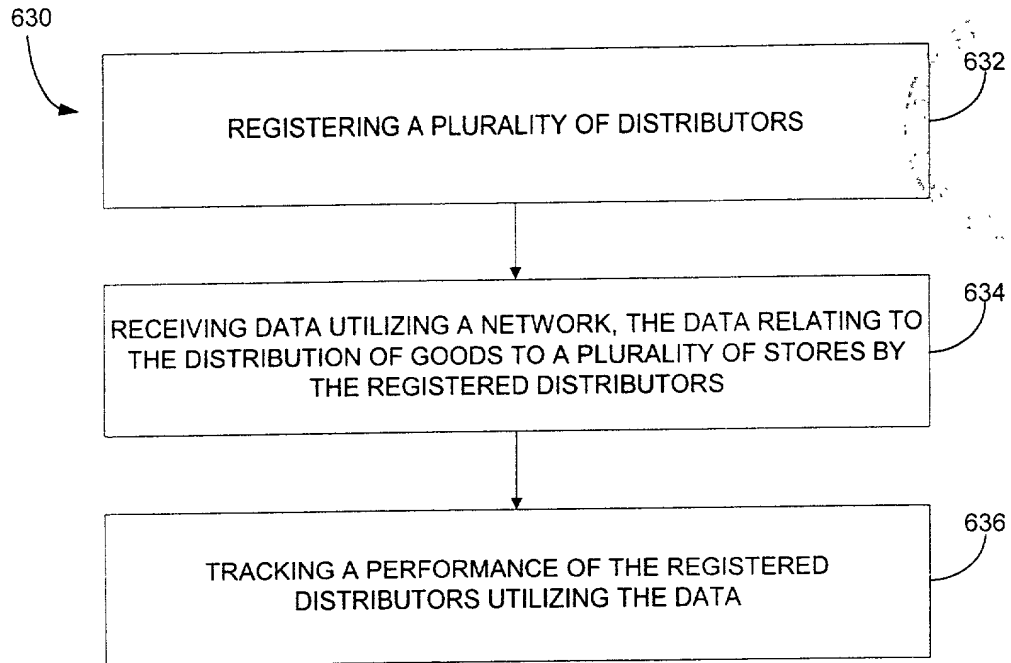 630
632
REGISTERING A PLURALITY OF DISTRIBUTORS
634
RECEIVING DATA UTILIZING A NETWORK, THE DATA RELATING TO
THE DISTRIBUTION OF GOODS TO A PLURALITY OF STORES BY
THE REGISTERED DISTRIBUTORS
636
TRACKING A PERFORMANCE OF THE REGISTERED
DISTRIBUTORS UTILIZING THE DATA